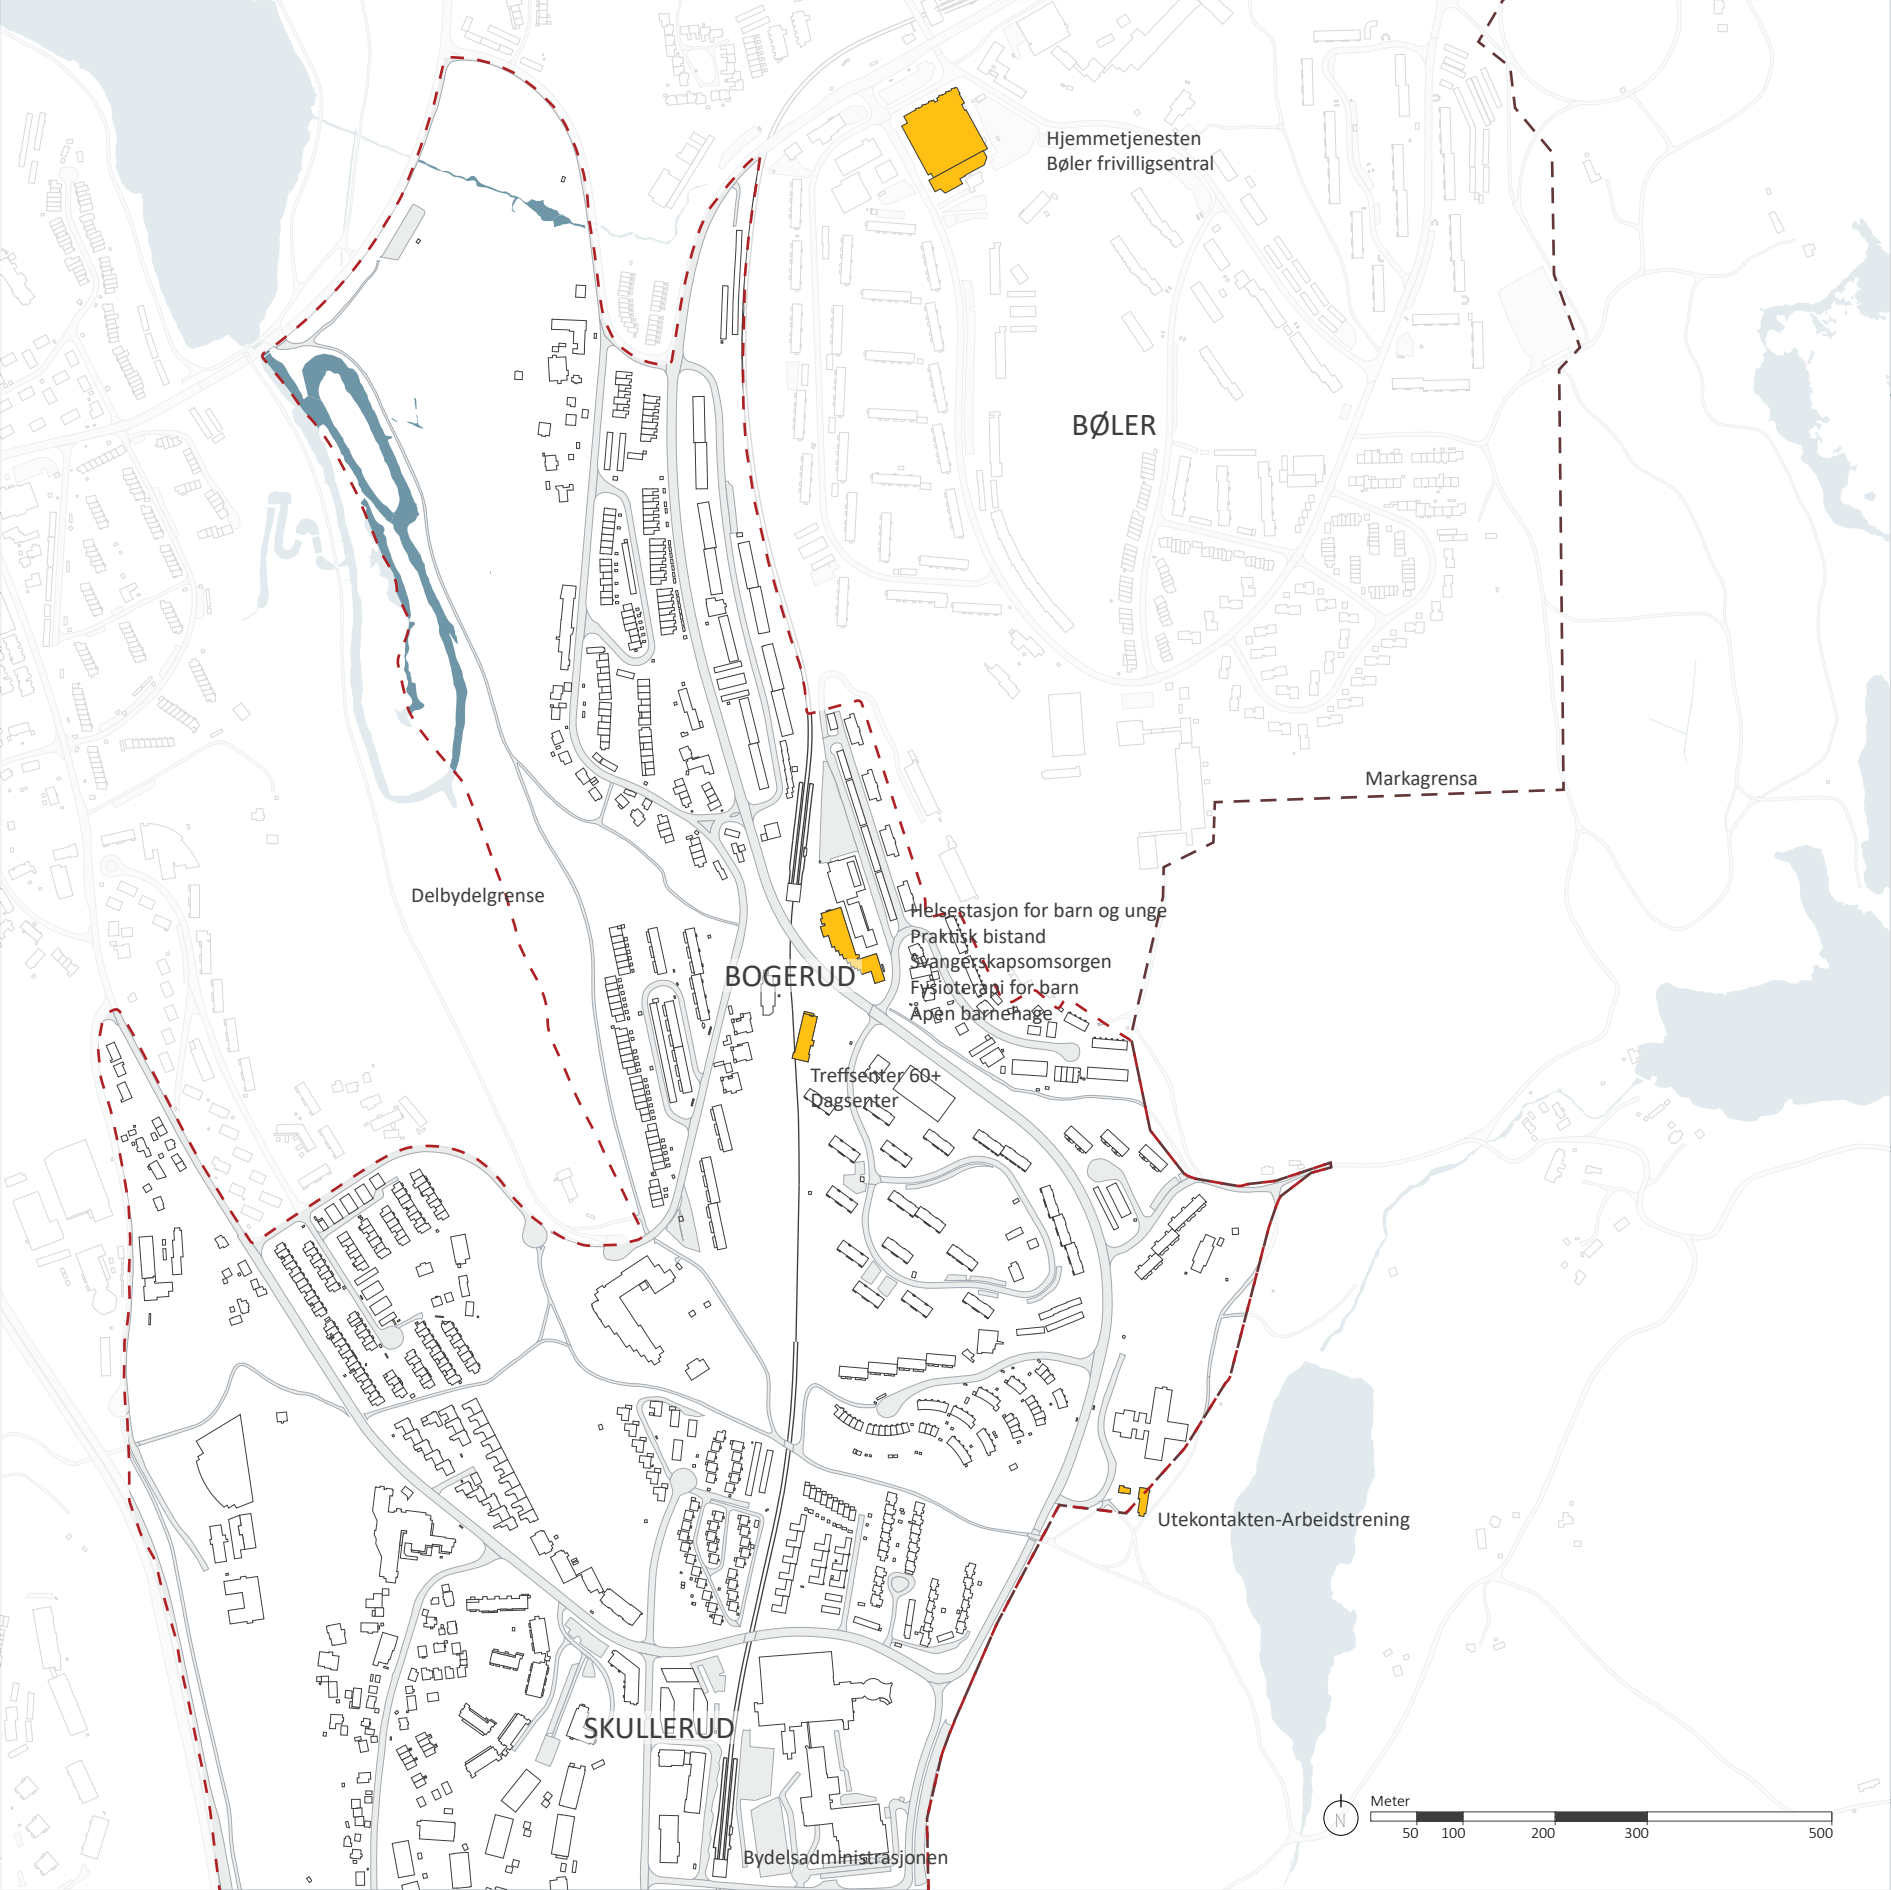 Hjemmetjenesten
Bøler frivilligsentral
BØLER
Markagrensa
Delbydelgrense
Helsestasjon for barn og unge
Praktisk bistand
Svangerskapsomsorgen
Fysioterapi for barn
Åpen barnehage
BOGERUD
Treffsenter 60+
Dagsenter
Utekontakten-Arbeidstrening
SKULLERUD
Bydelsadministrasjonen
N
Meter
50 100 200 300 500